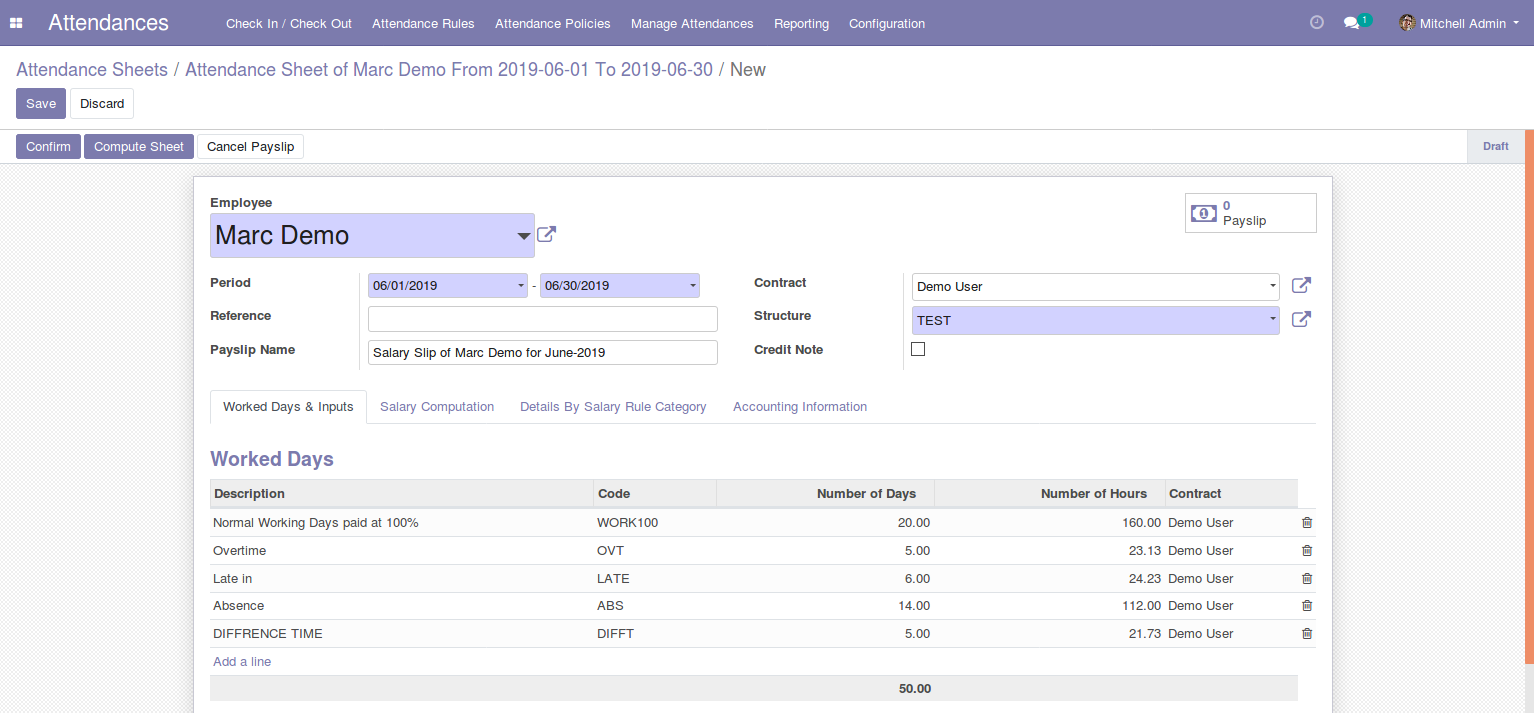 Attendances Check In / Check Out Attendance Rules Attendance Policies Manage Attendances Reporting Configuration 1 Mitchell Admin
Attendance Sheets / Attendance Sheet of Marc Demo From 2019-06-01 To 2019-06-30 / New
Save Discard
Confirm Compute Sheet Cancel Payslip Draft
Employee
0
Payslip
Marc Demo
Period 06/01/2019 - 06/30/2019 Contract Demo User
Reference Structure TEST
Payslip Name Salary Slip of Marc Demo for June-2019 Credit Note
Worked Days & Inputs Salary Computation Details By Salary Rule Category Accounting Information
Worked Days
Description Code Number of Days Number of Hours Contract
Normal Working Days paid at 100% WORK100 20.00 160.00 Demo User
Overtime OVT 5.00 23.13 Demo User
Late in LATE 6.00 24.23 Demo User
Absence ABS 14.00 112.00 Demo User
DIFFRENCE TIME DIFFT 5.00 21.73 Demo User
Add a line
50.00